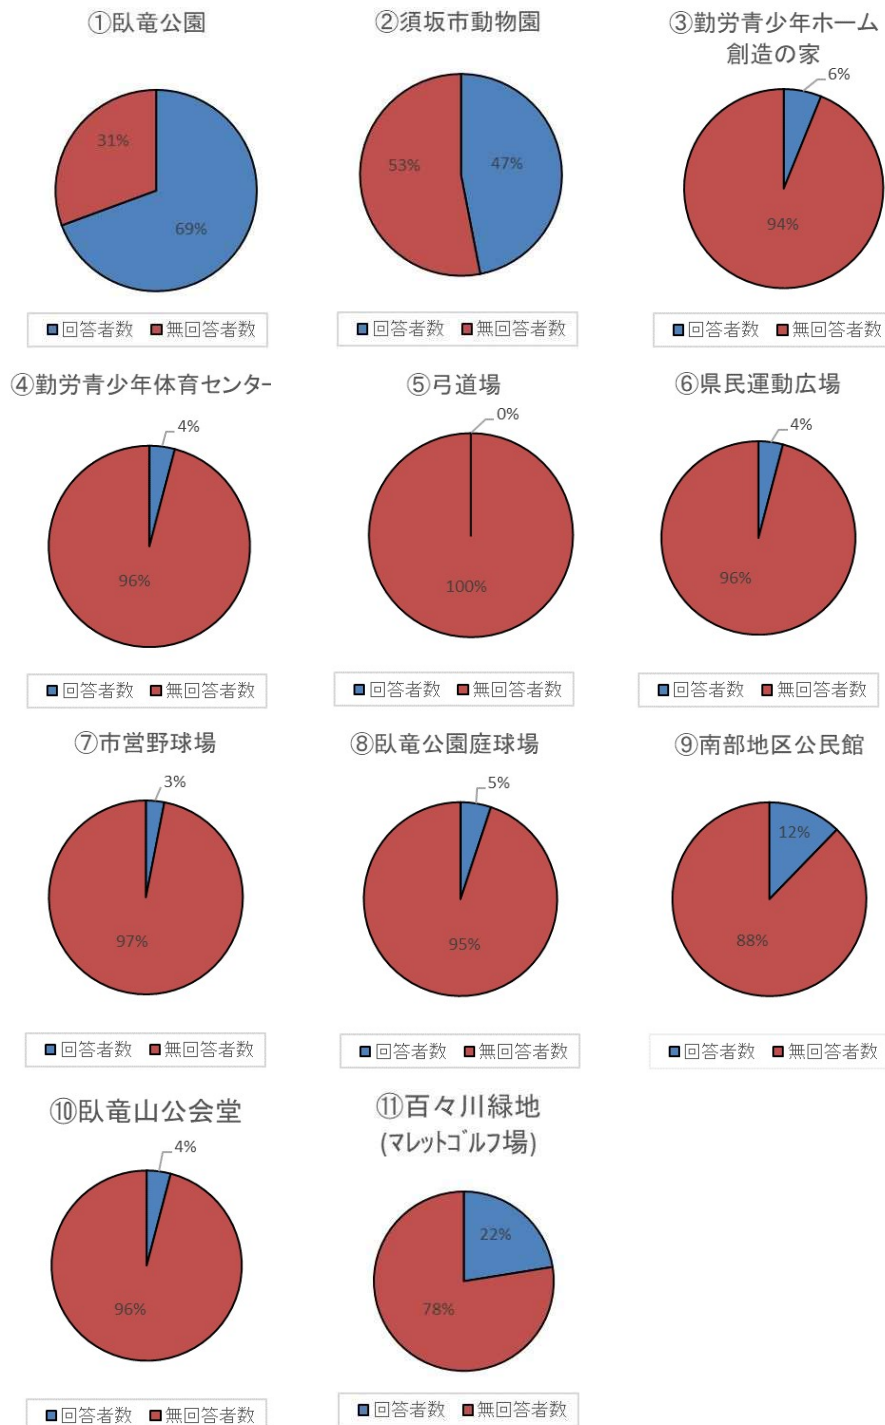 ①臥竜公園
31%
69%
回答者数 無回答者数
②須坂市動物園
53%
47%
回答者数 無回答者数
③勤労青少年ホーム
創造の家
6%
94%
回答者数 無回答者数
④勤労青少年体育センター
4%
96%
回答者数 無回答者数
⑤弓道場
0%
100%
回答者数 無回答者数
⑥県民運動広場
4%
96%
回答者数 無回答者数
⑦市営野球場
3%
97%
回答者数 無回答者数
⑧臥竜公園庭球場
5%
95%
回答者数 無回答者数
⑨南部地区公民館
12%
88%
回答者数 無回答者数
⑩臥竜山公会堂
4%
96%
回答者数 無回答者数
⑪百々川緑地
(マレットゴルフ場)
22%
78%
回答者数 無回答者数